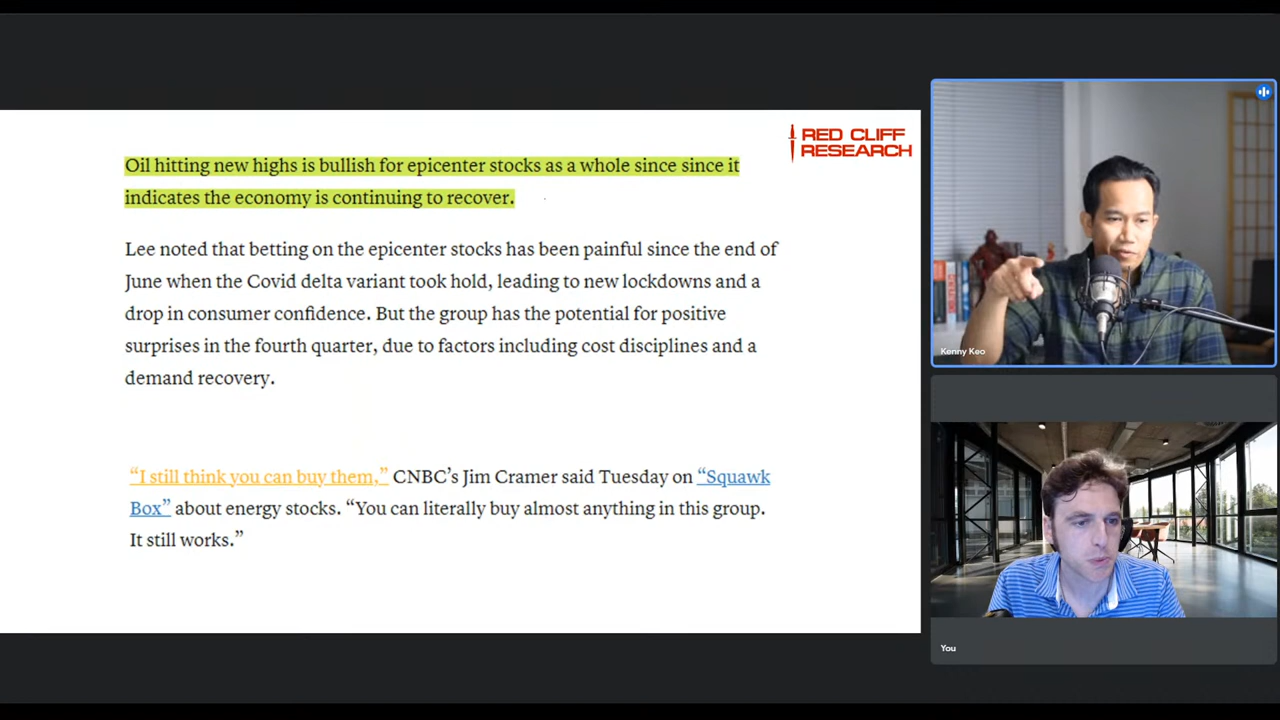 RED CLIFF
RESEARCH
Oil hitting new highs is bullish for epicenter stocks as a whole since since it
indicates the economy is continuing to recover.
Lee noted that betting on the epicenter stocks has been painful since the end of
June when the Covid delta variant took hold, leading to new lockdowns and a
drop in consumer confidence. But the group has the potential for positive
surprises in the fourth quarter, due to factors including cost disciplines and a
demand recovery.
“I still think you can buy them,” CNBC’s Jim Cramer said Tuesday on “Squawk
Box” about energy stocks. “You can literally buy almost anything in this group.
It still works.”
Kenny Keo
You